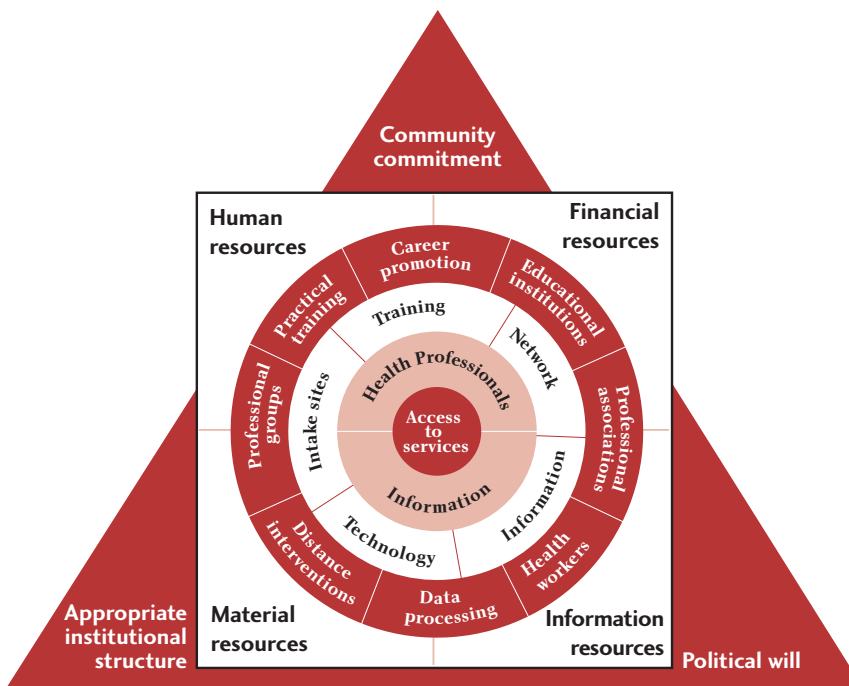 Community
commitment
Human
resources
Financial
resources
Career
promotion
Educational
institutions
Practical
training
Training
Network
Health Professionals
Professional
groups
Intake sites
Access
to
services
Professional
associations
Information
Information
Technology
Distance
interventions
Data
processing
Health
workers
Appropriate
institutional
structure
Material
resources
Information
resources
Political will